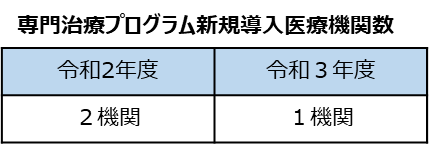 専門治療プログラム新規導入医療機関数
令和2年度 令和３年度
２機関 １機関